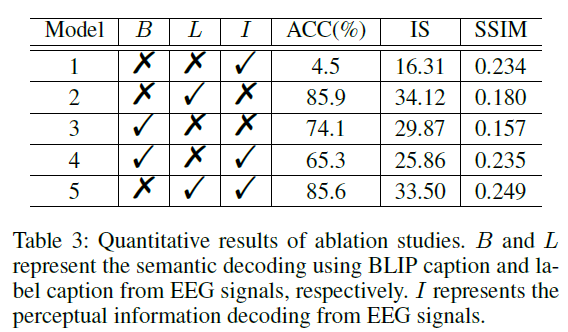 Model B L I ACC(%) IS SSIM
1 ✗ ✗ ✓ 4.5 16.31 0.234
2 ✗ ✓ ✗ 85.9 34.12 0.180
3 ✓ ✗ ✗ 74.1 29.87 0.157
4 ✓ ✗ ✓ 65.3 25.86 0.235
5 ✗ ✓ ✓ 85.6 33.50 0.249
Table 3: Quantitative results of ablation studies. B and L
represent the semantic decoding using BLIP caption and la-
bel caption from EEG signals, respectively. I represents the
perceptual information decoding from EEG signals.